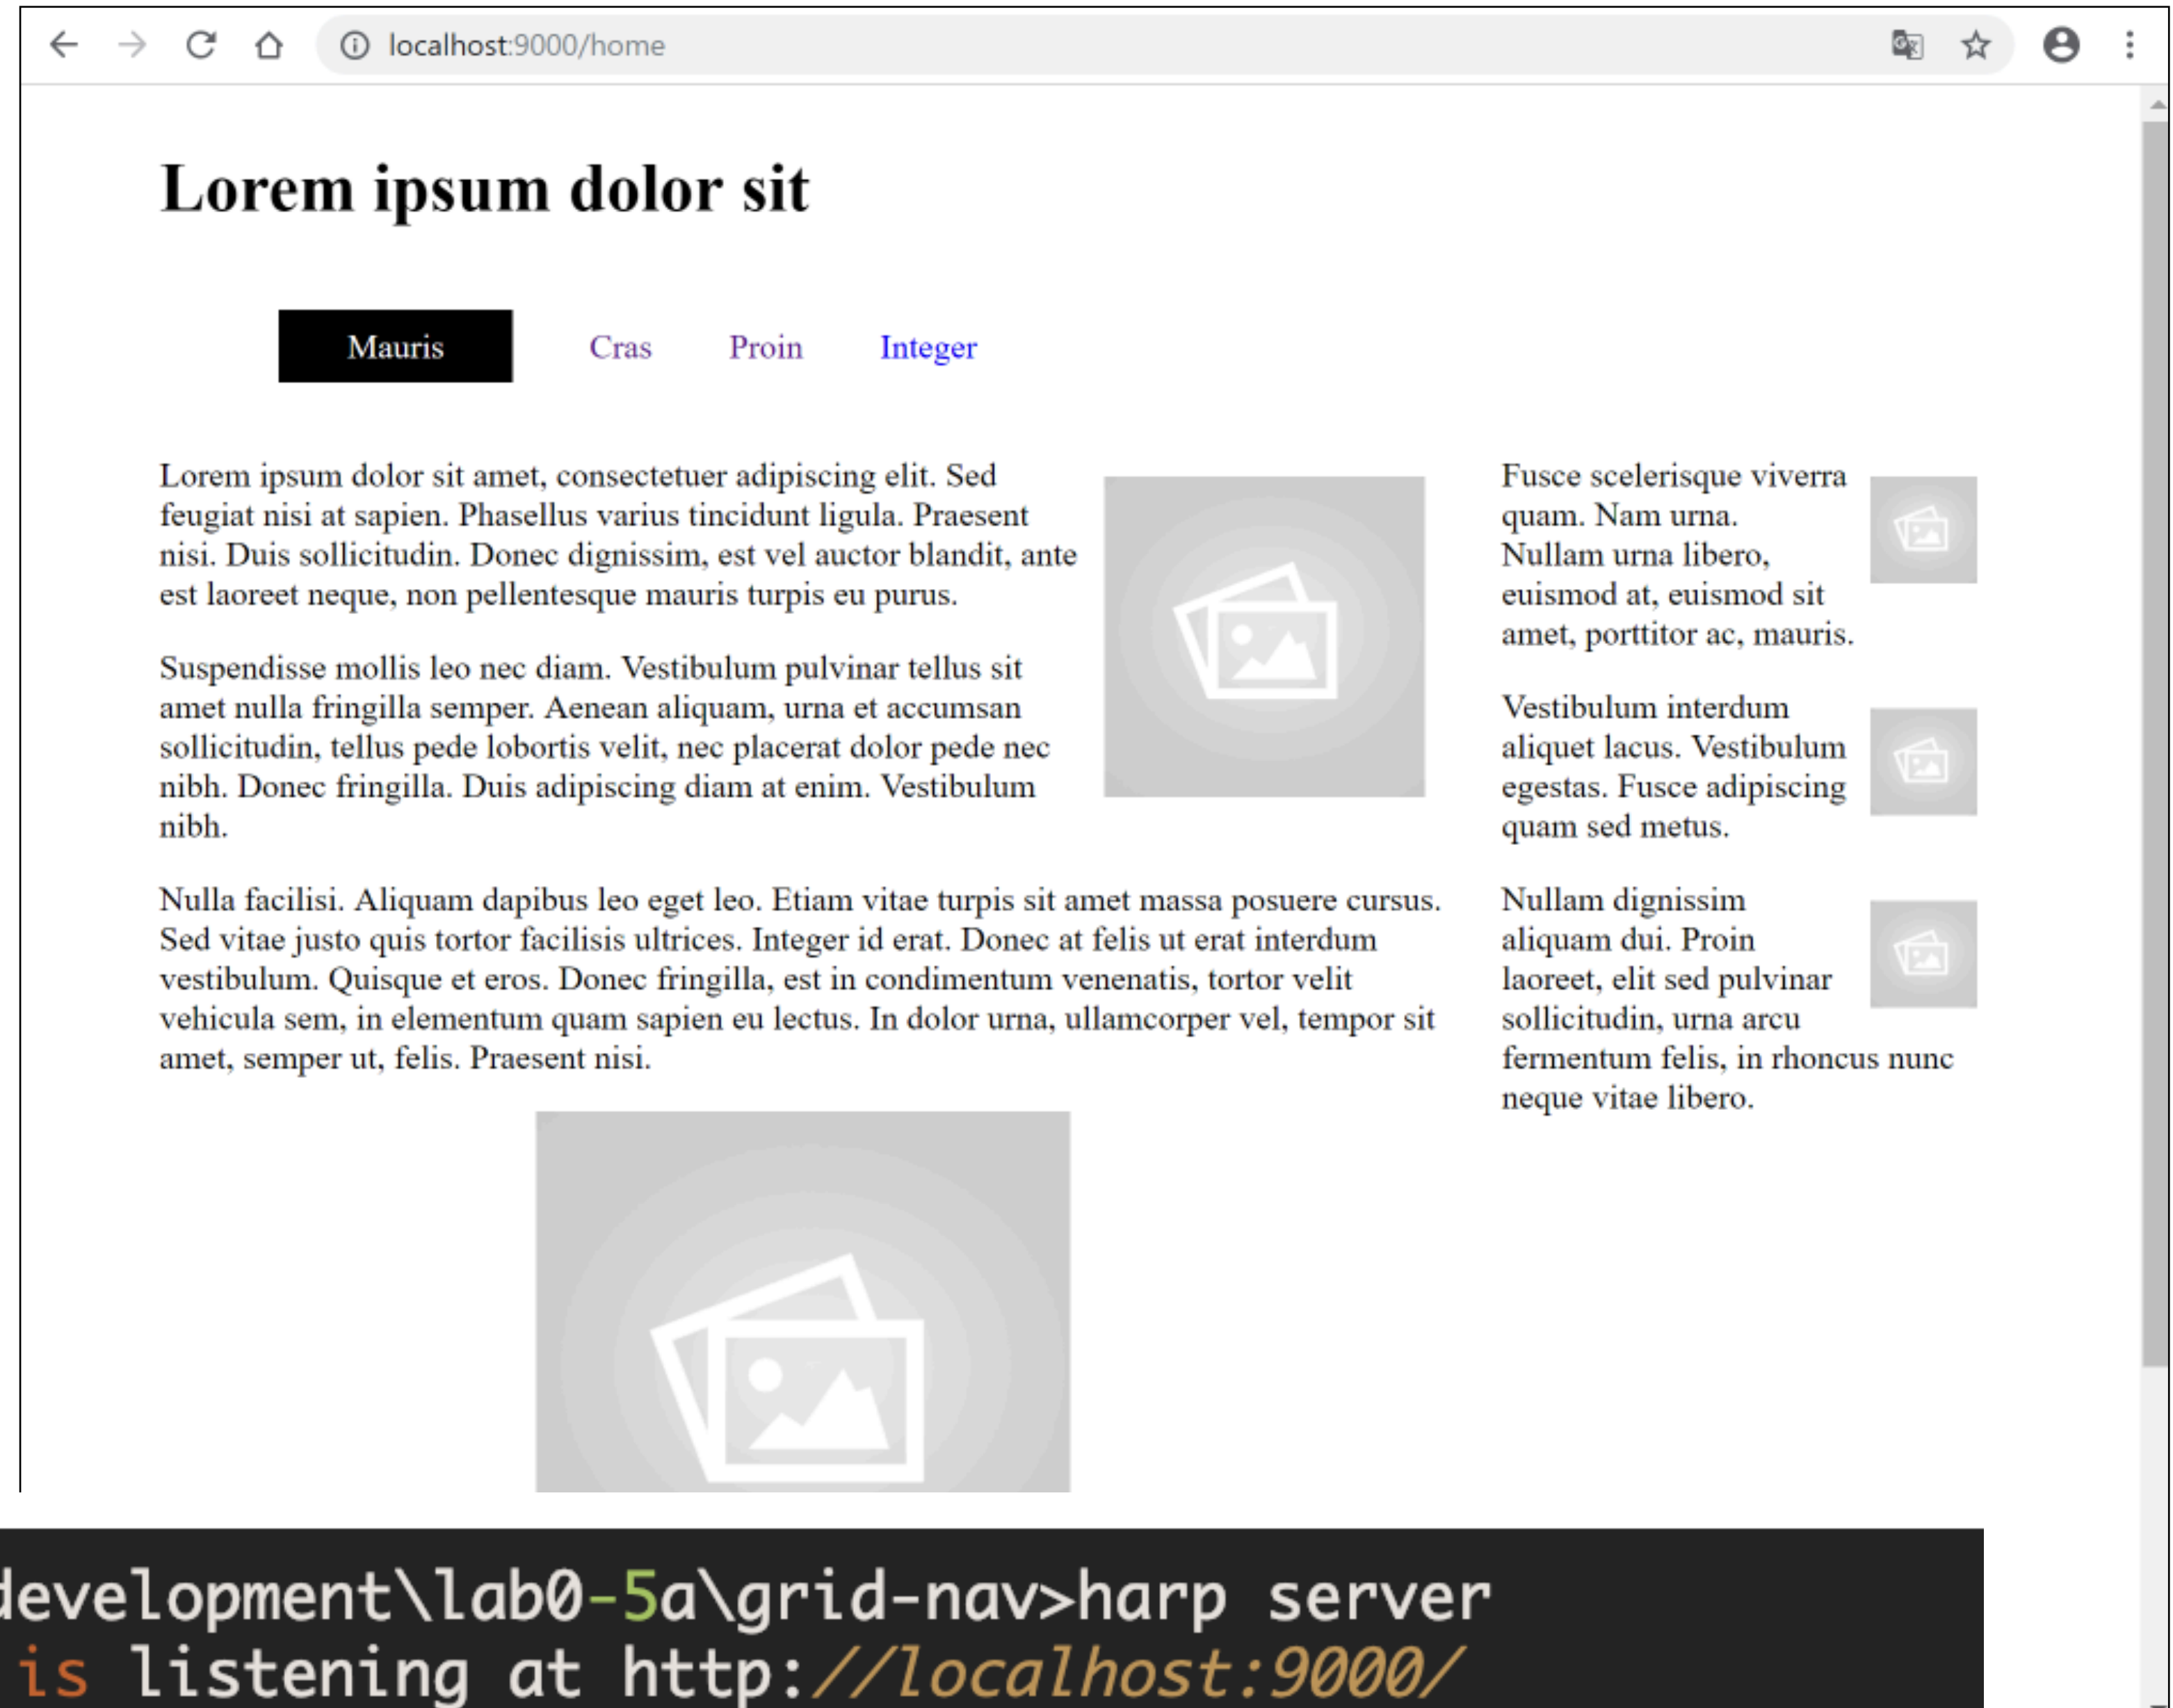 localhost:9000/home
Lorem ipsum dolor sit
Mauris Cras Proin Integer
Lorem ipsum dolor sit amet, consectetuer adipiscing elit. Sed
feugiat nisi at sapien. Phasellus varius tincidunt ligula. Praesent
nisi. Duis sollicitudin. Donec dignissim, est vel auctor blandit, ante
est laoreet neque, non pellentesque mauris turpis eu purus.
Suspendisse mollis leo nec diam. Vestibulum pulvinar tellus sit
amet nulla fringilla semper. Aenean aliquam, urna et accumsan
sollicitudin, tellus pede lobortis velit, nec placerat dolor pede nec
nibh. Donec fringilla. Duis adipiscing diam at enim. Vestibulum
nibh.
Nulla facilisi. Aliquam dapibus leo eget leo. Etiam vitae turpis sit amet massa posuere cursus.
Sed vitae justo quis tortor facilisis ultrices. Integer id erat. Donec at felis ut erat interdum
vestibulum. Quisque et eros. Donec fringilla, est in condimentum venenatis, tortor velit
vehicula sem, in elementum quam sapien eu lectus. In dolor urna, ullamcorper vel, tempor sit
amet, semper ut, felis. Praesent nisi.
Fusce scelerisque viverra
quam. Nam urna.
Nullam urna libero,
euismod at, euismod sit
amet, porttitor ac, mauris.
Vestibulum interdum
aliquet lacus. Vestibulum
egestas. Fusce adipiscing
quam sed metus.
Nullam dignissim
aliquam dui. Proin
laoreet, elit sed pulvinar
sollicitudin, urna arcu
fermentum felis, in rhoncus nunc
neque vitae libero.
development\lab0-5a\grid-nav>harp server
is listening at http://localhost:9000/